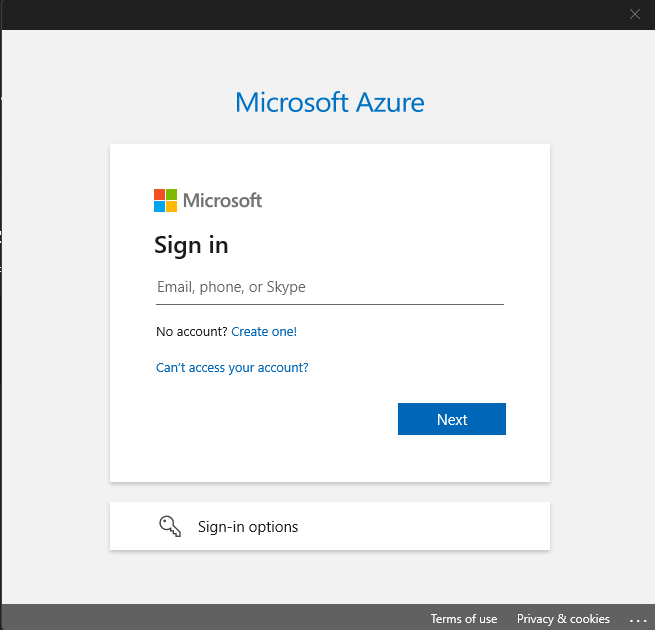 Microsoft Azure
Microsoft
Sign in
Email, phone, or Skype
No account? Create one!
Can't access your account?
Next
Sign-in options
Terms of use Privacy & cookies ...